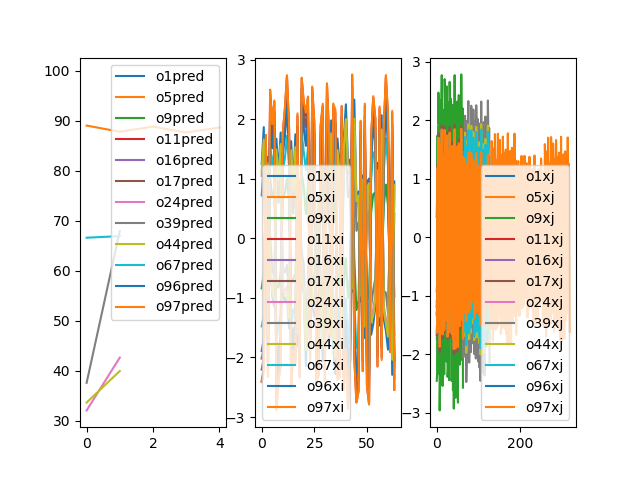 100
90
80
70
60
50
40
30
0
2
4
o1pred
o5pred
o9pred
o11pred
o16pred
o17pred
o24pred
o39pred
o44pred
o67pred
o96pred
o97pred
3
2
1
0
−1
−2
−3
0
25
50
o1xi
o5xi
o9xi
o11xi
o16xi
o17xi
o24xi
o39xi
o44xi
o67xi
o96xi
o97xi
3
2
1
0
−1
−2
−3
0
200
o1xj
o5xj
o9xj
o11xj
o16xj
o17xj
o24xj
o39xj
o44xj
o67xj
o96xj
o97xj